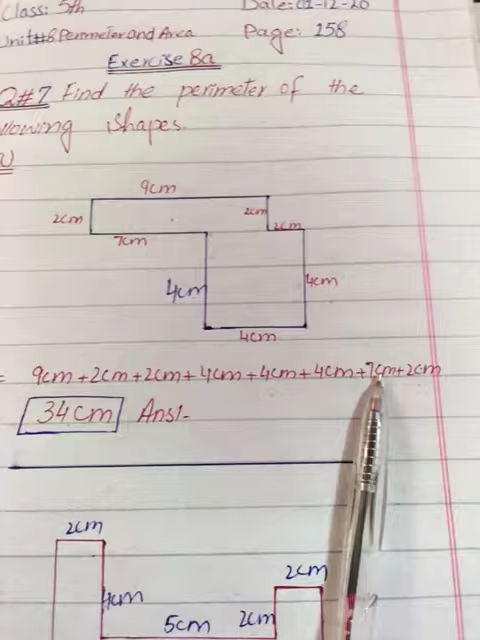 Class: 5th
Date: 01-12-20
Unit#8 Perimeter and Area
Page: 258
Exercise 8a
Q#7 Find the perimeter of the
llowing shapes.
9cm
2cm
2cm
2cm
7cm
4cm
4cm
4cm
= 9cm+2cm+2cm+4cm+4cm+4cm+7cm+2cm
34cm Ans:-
2cm
2cm
4cm
5cm
2cm